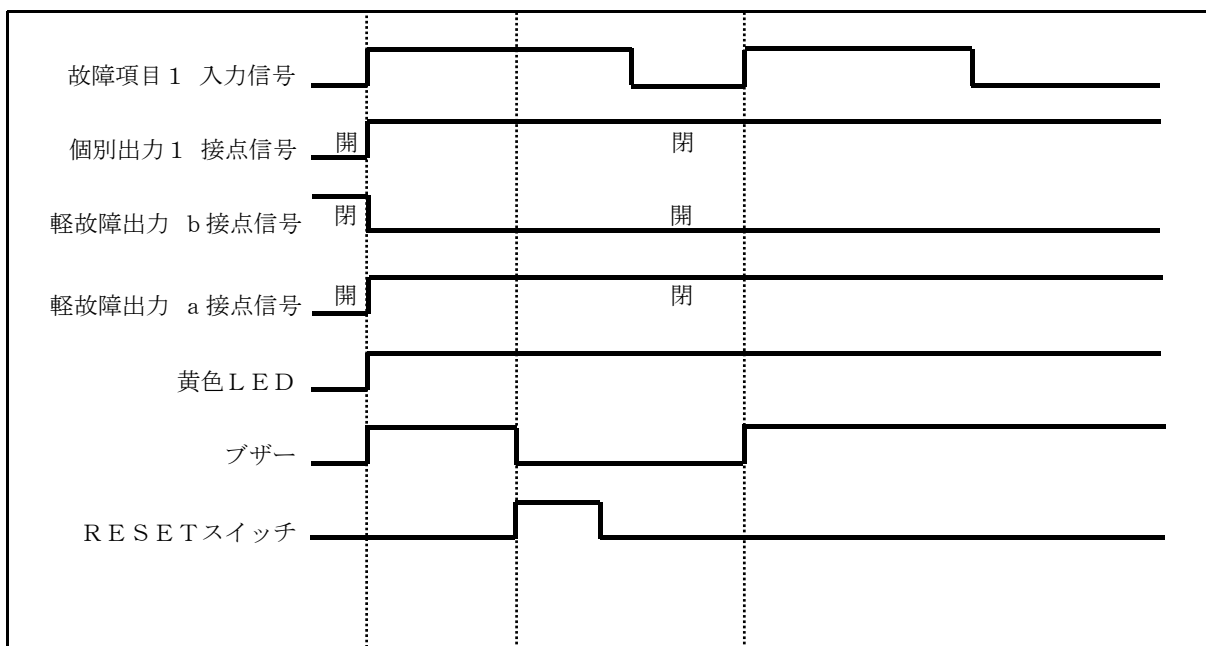 故障項目１ 入力信号
個別出力１ 接点信号 開 閉
軽故障出力 ｂ接点信号 閉 開
軽故障出力 ａ接点信号 開 閉
黄色ＬＥＤ
ブザー
ＲＥＳＥＴスイッチ